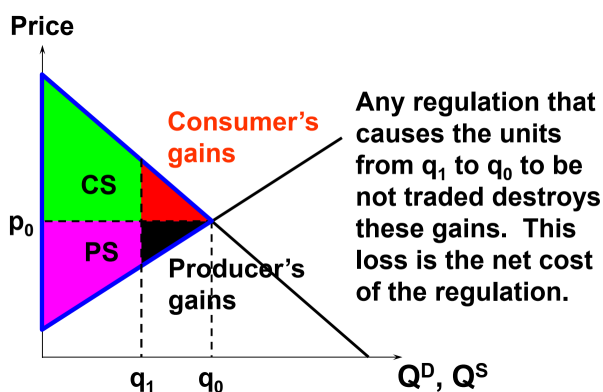 Price
Consumer's
gains
CS
p₀
PS
Producer's
gains
q₁
q₀
Qᴰ, Qˢ
Any regulation that
causes the units
from q₁ to q₀ to be
not traded destroys
these gains.  This
loss is the net cost
of the regulation.